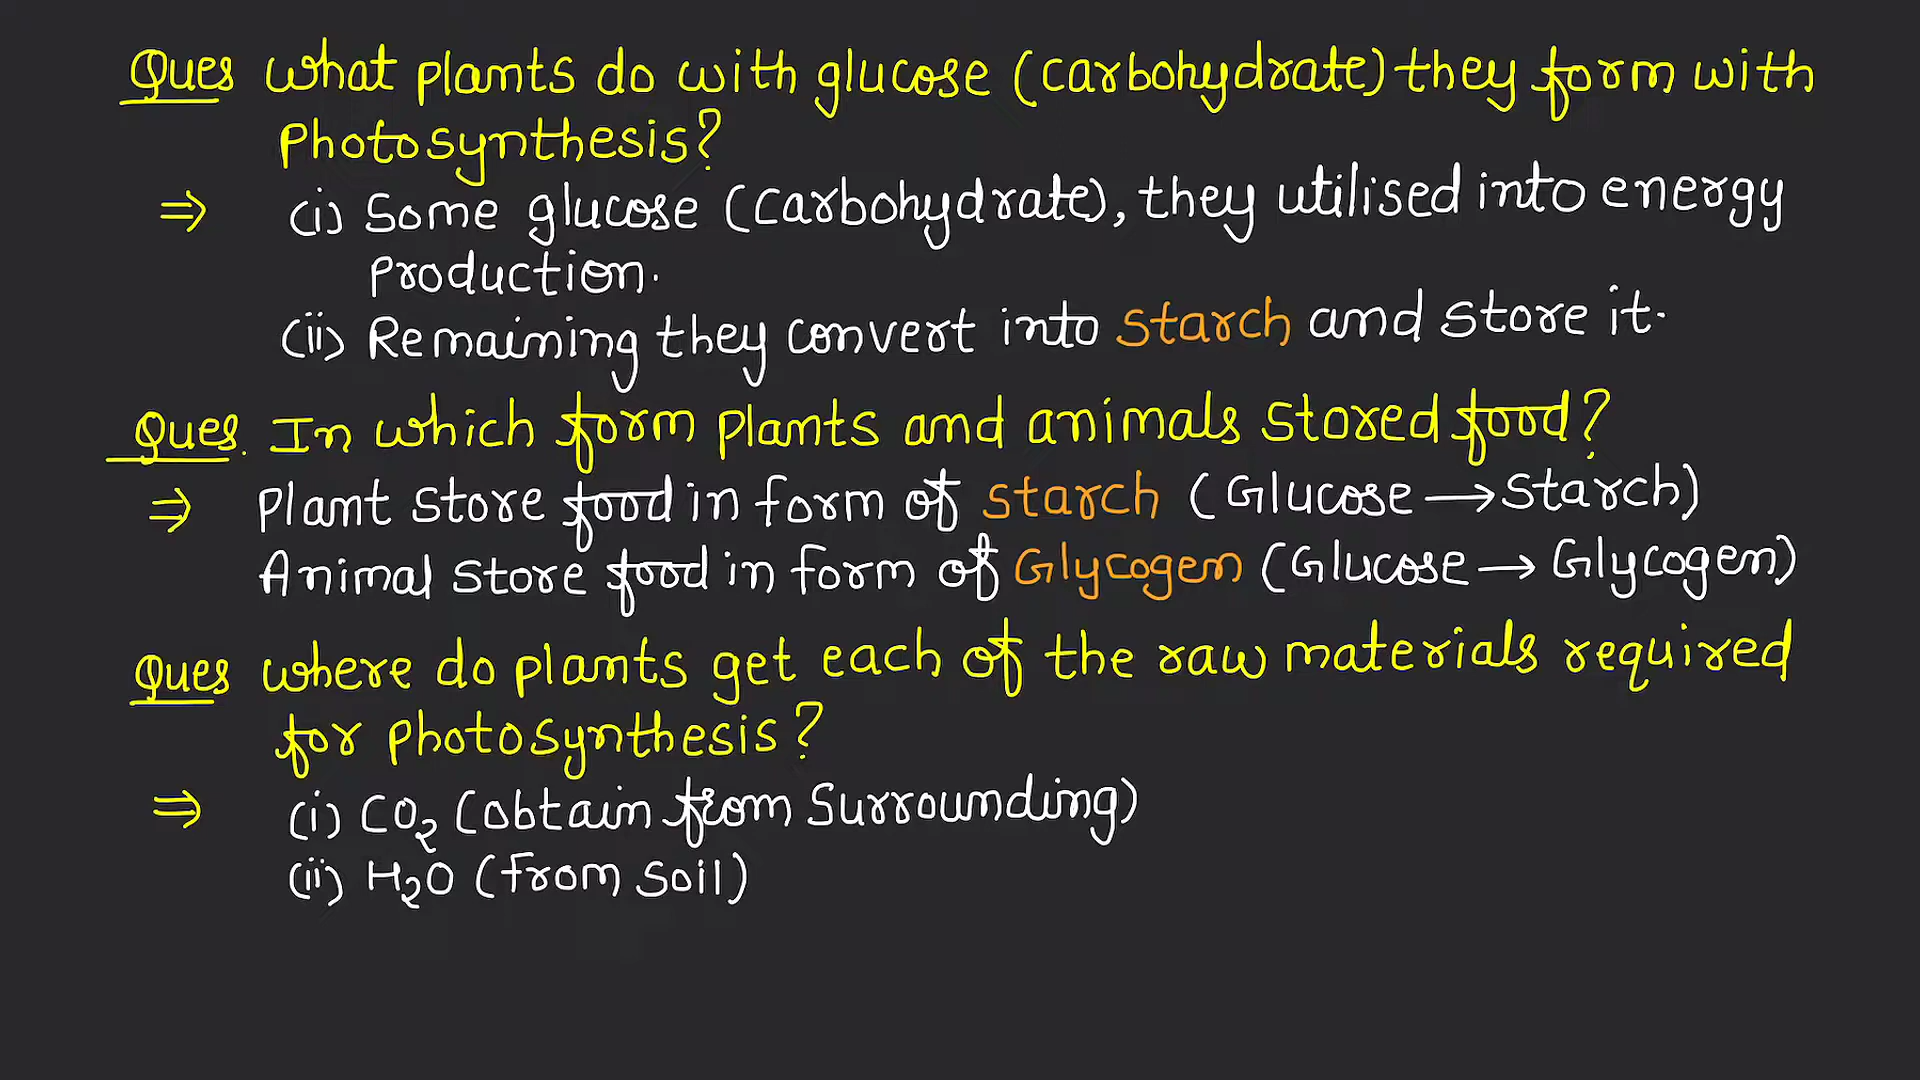 Ques What plants do with glucose (carbohydrate) they form with
Photosynthesis?
⇒ (i) Some glucose (carbohydrate), they utilised into energy
Production.
(ii) Remaining they convert into starch and store it.
Ques. In which form plants and animals stored food?
⇒ Plant store food in form of starch (Glucose → Starch)
Animal store food in form of Glycogen (Glucose → Glycogen)
Ques where do plants get each of the raw materials required
for photosynthesis?
⇒ (i) CO₂ (obtain from surrounding)
(ii) H₂O (from soil)